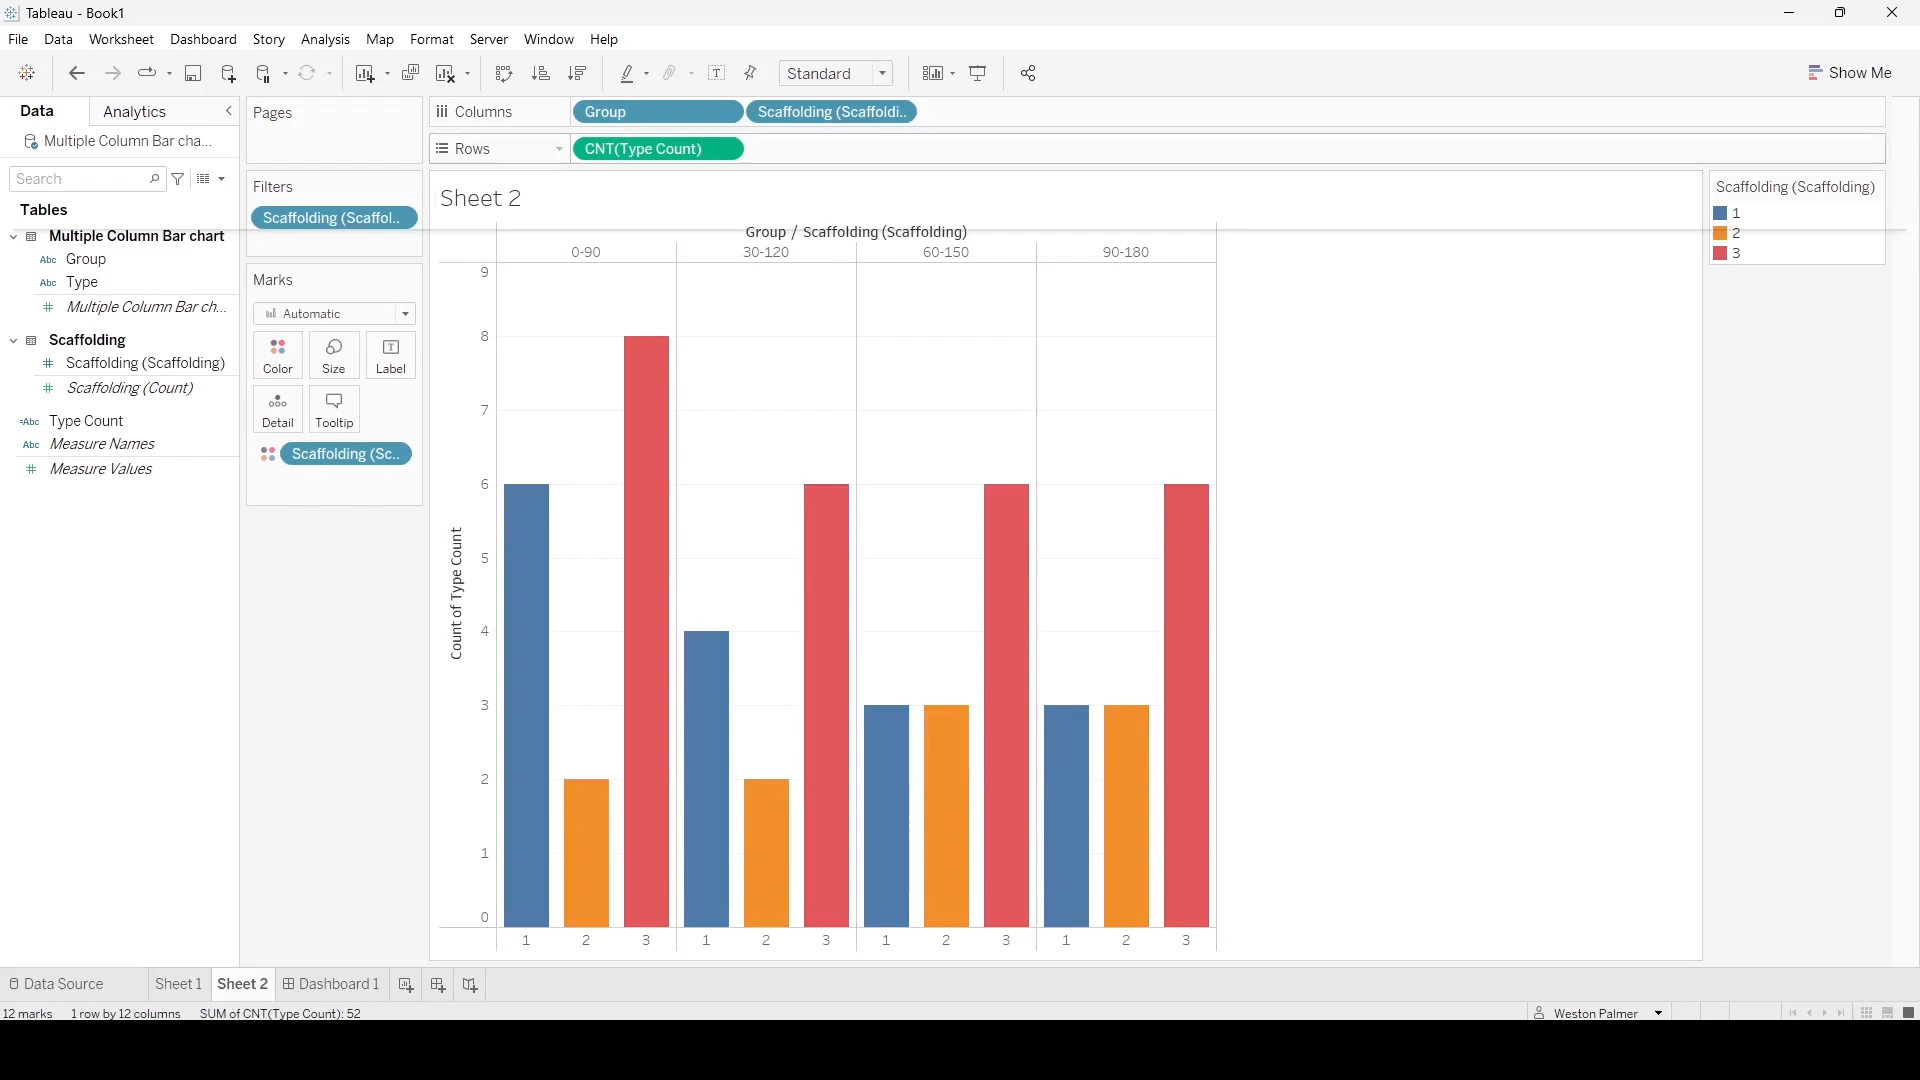 Tableau - Book1
File Data Worksheet Dashboard Story Analysis Map Format Server Window Help
Standard
Show Me
Data Analytics
Multiple Column Bar cha...
Search
Tables
Multiple Column Bar chart
Abc Group
Abc Type
# Multiple Column Bar ch...
Scaffolding
# Scaffolding (Scaffolding)
# Scaffolding (Count)
=Abc Type Count
Abc Measure Names
# Measure Values
Pages
Filters
Scaffolding (Scaffol..
Marks
Automatic
Color Size Label
Detail Tooltip
Scaffolding (Sc..
Columns Group Scaffolding (Scaffoldi..
Rows CNT(Type Count)
Sheet 2
Group / Scaffolding (Scaffolding)
0-90 30-120 60-150 90-180
9
8
7
6
5
4
3
2
1
0
Count of Type Count
1 2 3 1 2 3 1 2 3 1 2 3
Scaffolding (Scaffolding)
1
2
3
Data Source Sheet 1 Sheet 2 Dashboard 1
12 marks 1 row by 12 columns SUM of CNT(Type Count): 52
Weston Palmer